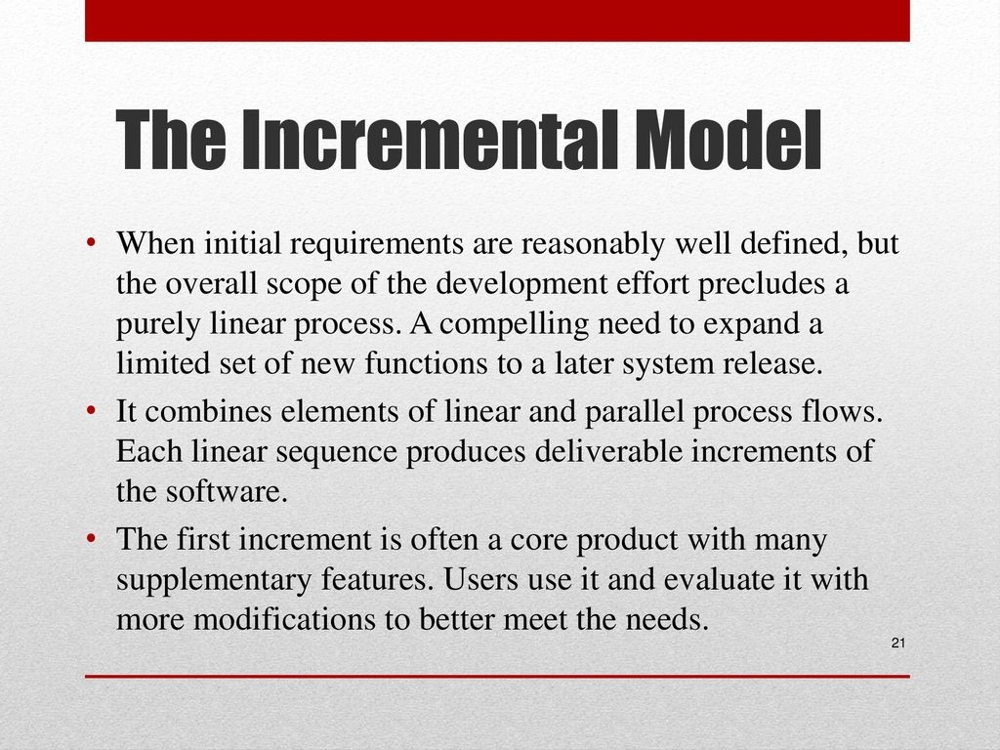 The Incremental Model
• When initial requirements are reasonably well defined, but
the overall scope of the development effort precludes a
purely linear process. A compelling need to expand a
limited set of new functions to a later system release.
• It combines elements of linear and parallel process flows.
Each linear sequence produces deliverable increments of
the software.
• The first increment is often a core product with many
supplementary features. Users use it and evaluate it with
more modifications to better meet the needs.
21